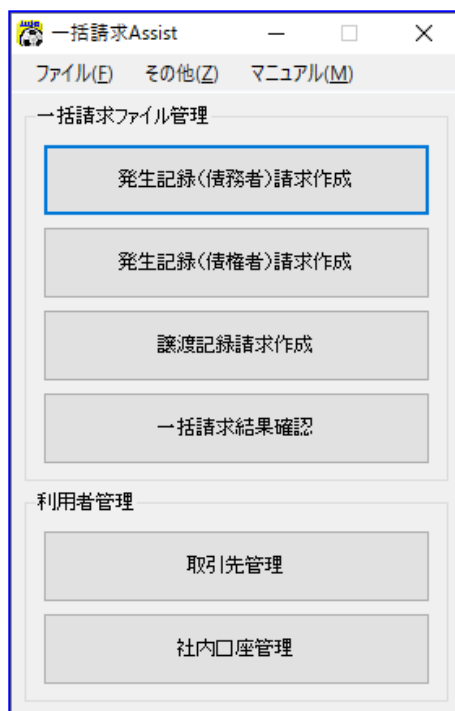 一括請求Assist
ファイル(F) その他(Z) マニュアル(M)
一括請求ファイル管理
発生記録(債務者)請求作成
発生記録(債権者)請求作成
譲渡記録請求作成
一括請求結果確認
利用者管理
取引先管理
社内口座管理